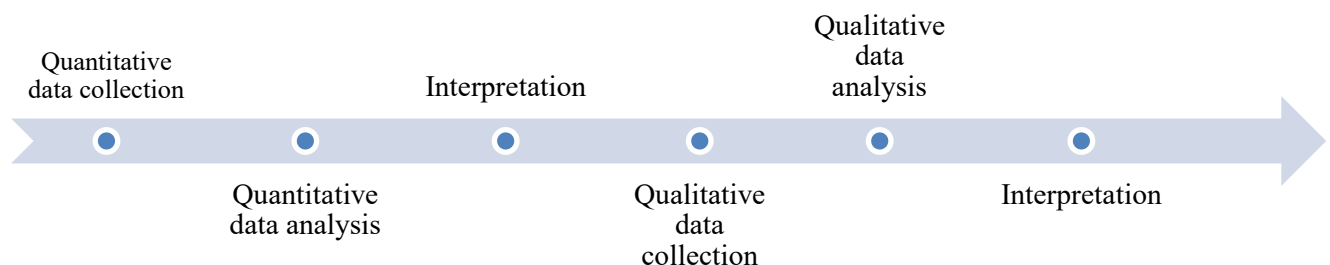 Quantitative
data collection
Quantitative
data analysis
Interpretation
Qualitative
data
collection
Qualitative
data
analysis
Interpretation